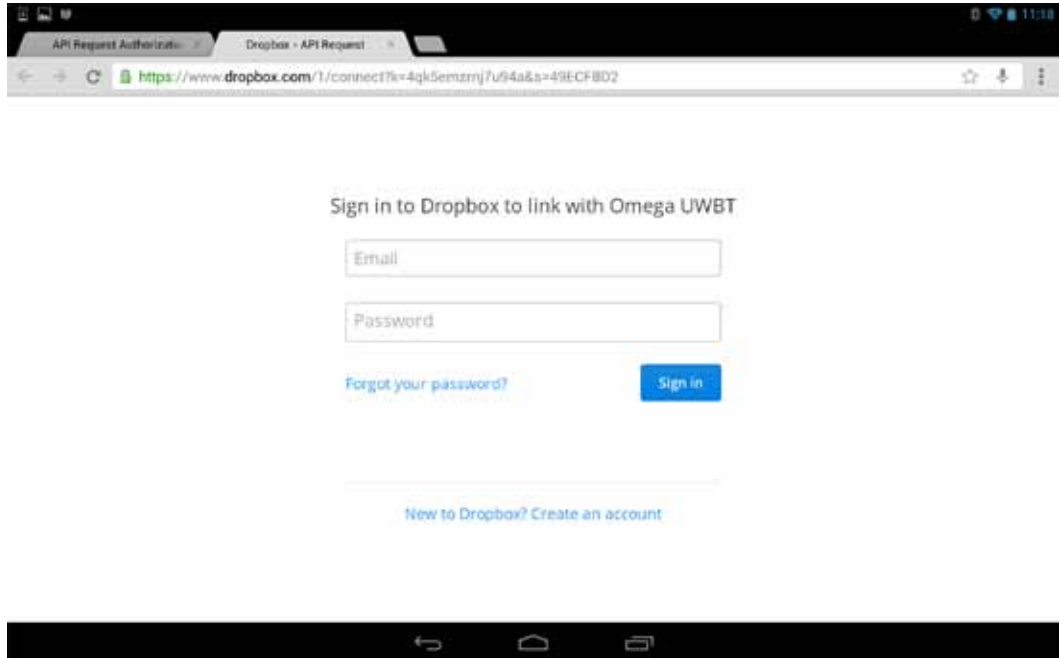 11:18
API Request Authorizatio
Dropbox - API Request
https://www.dropbox.com/1/connect?k=4qk5emzrnj7u94a&s=49ECF8D2
Sign in to Dropbox to link with Omega UWBT
Email
Password
Forgot your password?
Sign in
New to Dropbox? Create an account